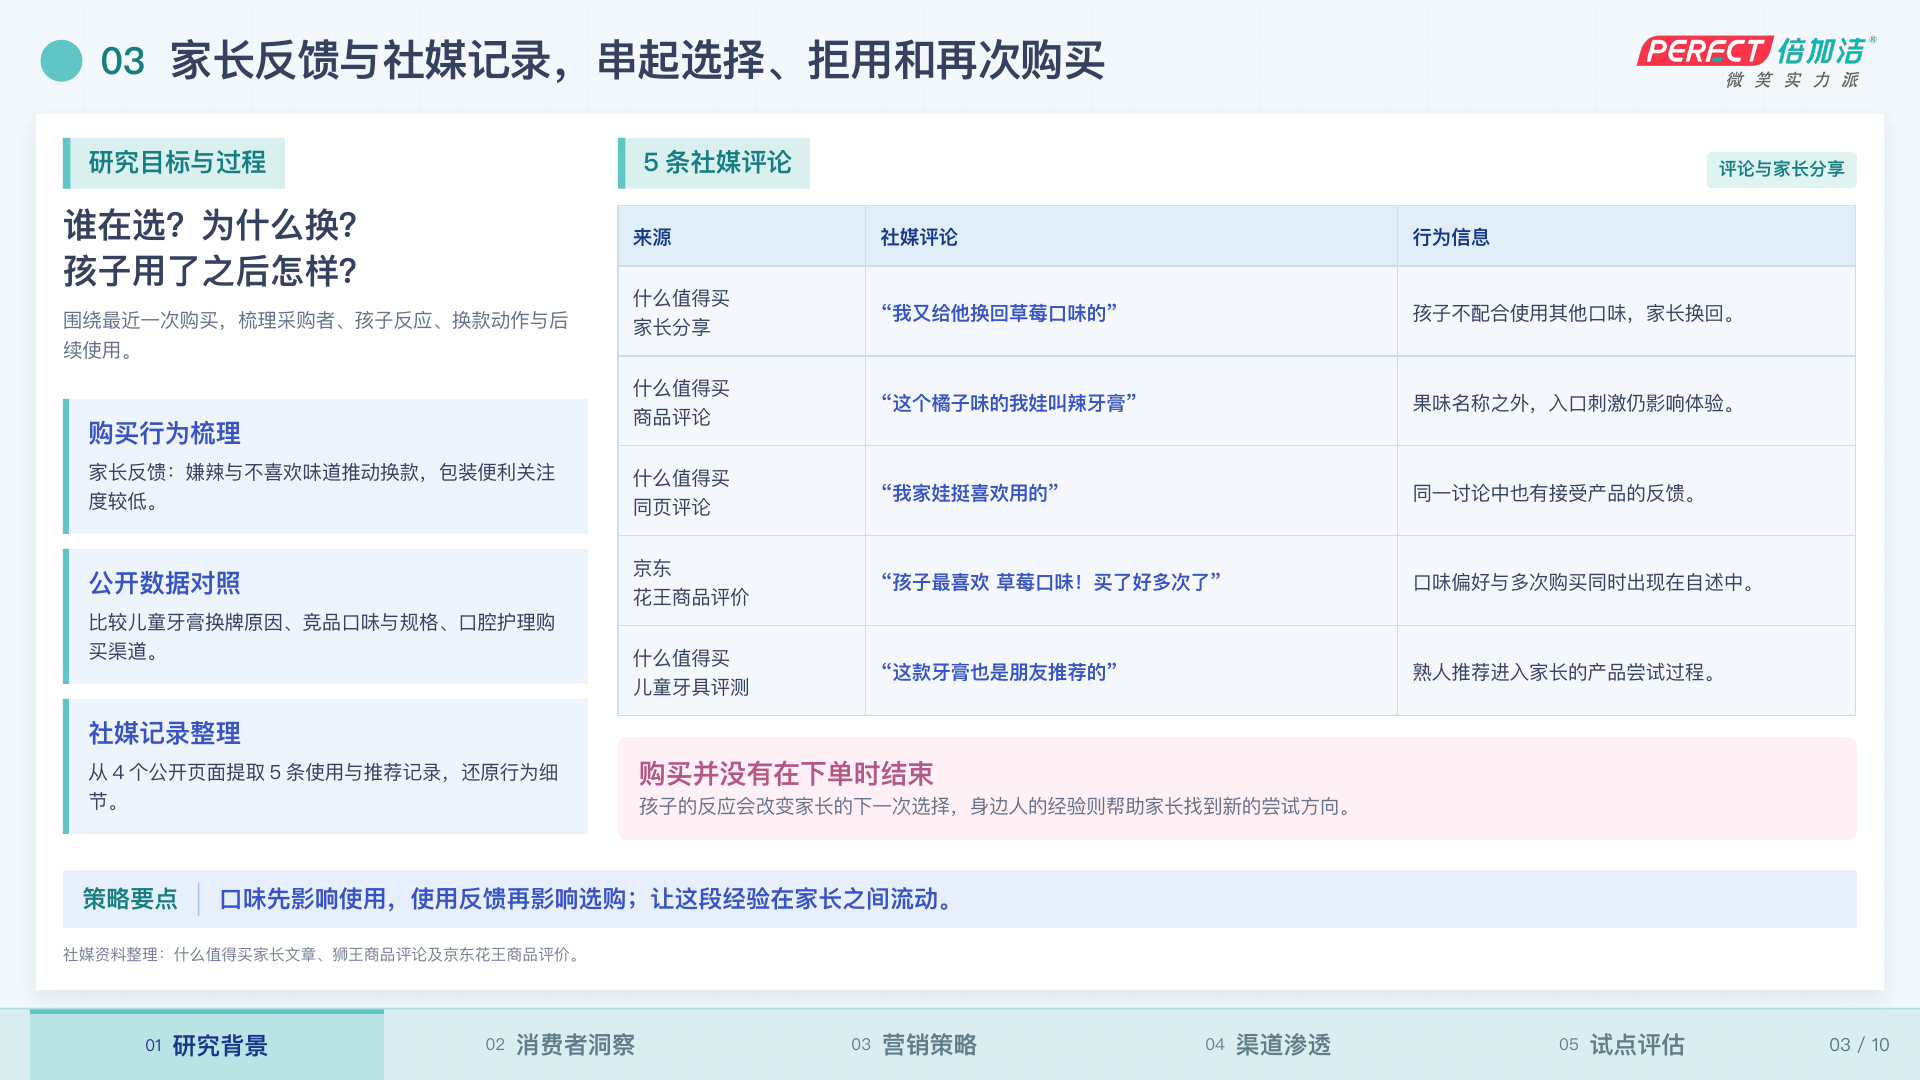 03 家长反馈与社媒记录，串起选择、拒用和再次购买
PERFECT 倍加洁®
微笑实力派
研究目标与过程
谁在选？为什么换？
孩子用了之后怎样？
围绕最近一次购买，梳理采购者、孩子反应、换款动作与后
续使用。
购买行为梳理
家长反馈：嫌辣与不喜欢味道推动换款，包装便利关注
度较低。
公开数据对照
比较儿童牙膏换牌原因、竞品口味与规格、口腔护理购
买渠道。
社媒记录整理
从 4 个公开页面提取 5 条使用与推荐记录，还原行为细
节。
5 条社媒评论
评论与家长分享
来源 社媒评论 行为信息
什么值得买
家长分享
“我又给他换回草莓口味的”
孩子不配合使用其他口味，家长换回。
什么值得买
商品评论
“这个橘子味的我娃叫辣牙膏”
果味名称之外，入口刺激仍影响体验。
什么值得买
同页评论
“我家娃挺喜欢用的”
同一讨论中也有接受产品的反馈。
京东
花王商品评价
“孩子最喜欢 草莓口味！买了好多次了”
口味偏好与多次购买同时出现在自述中。
什么值得买
儿童牙具评测
“这款牙膏也是朋友推荐的”
熟人推荐进入家长的产品尝试过程。
购买并没有在下单时结束
孩子的反应会改变家长的下一次选择，身边人的经验则帮助家长找到新的尝试方向。
策略要点 口味先影响使用，使用反馈再影响选购；让这段经验在家长之间流动。
社媒资料整理：什么值得买家长文章、狮王商品评论及京东花王商品评价。
01 研究背景 02 消费者洞察 03 营销策略 04 渠道渗透 05 试点评估 03 / 10